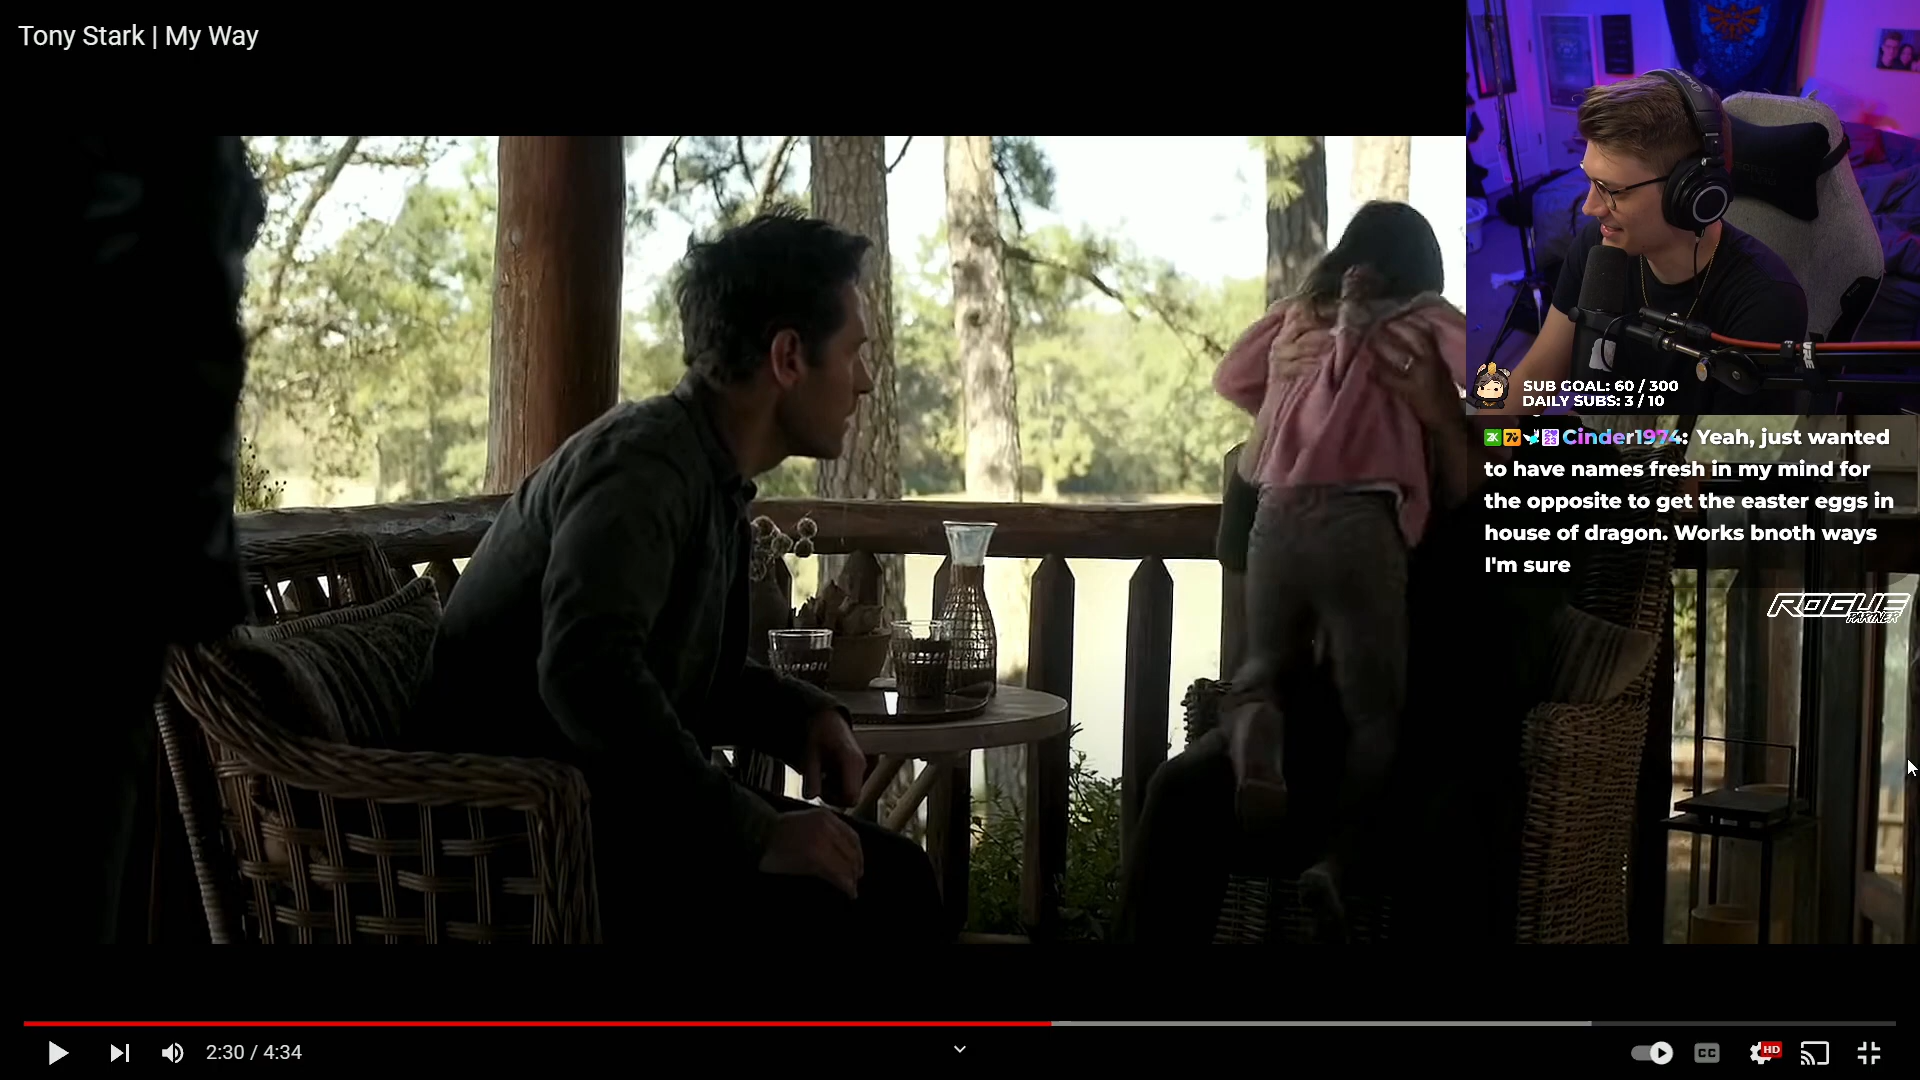 Tony Stark | My Way
SUB GOAL: 60 / 300
DAILY SUBS: 3 / 10
Cinder1974: Yeah, just wanted
to have names fresh in my mind for
the opposite to get the easter eggs in
house of dragon. Works bnoth ways
I'm sure
ROGUE
PARTNER
2:30 / 4:34
CC
HD